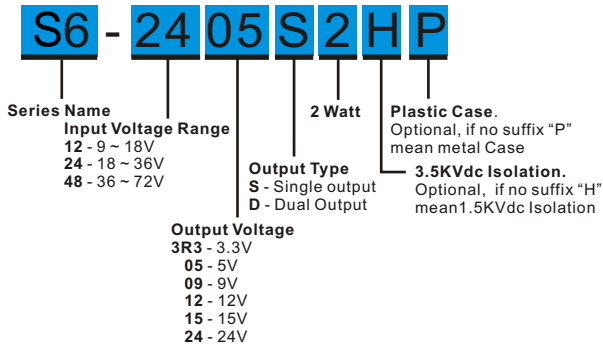 S6 - 24 05 S 2 H P
Series Name
Input Voltage Range
12 - 9 ~ 18V
24 - 18 ~ 36V
48 - 36 ~ 72V
Output Voltage
3R3 - 3.3V
05 - 5V
09 - 9V
12 - 12V
15 - 15V
24 - 24V
Output Type
S - Single output
D - Dual Output
2 Watt
Plastic Case.
Optional, if no suffix “P”
mean metal Case
3.5KVdc Isolation.
Optional, if no suffix “H”
mean1.5KVdc Isolation